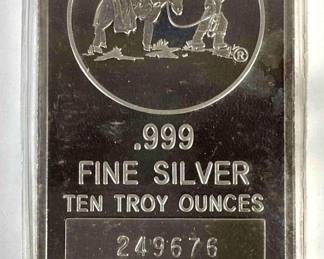 ®
.999
FINE SILVER
TEN TROY OUNCES
249676